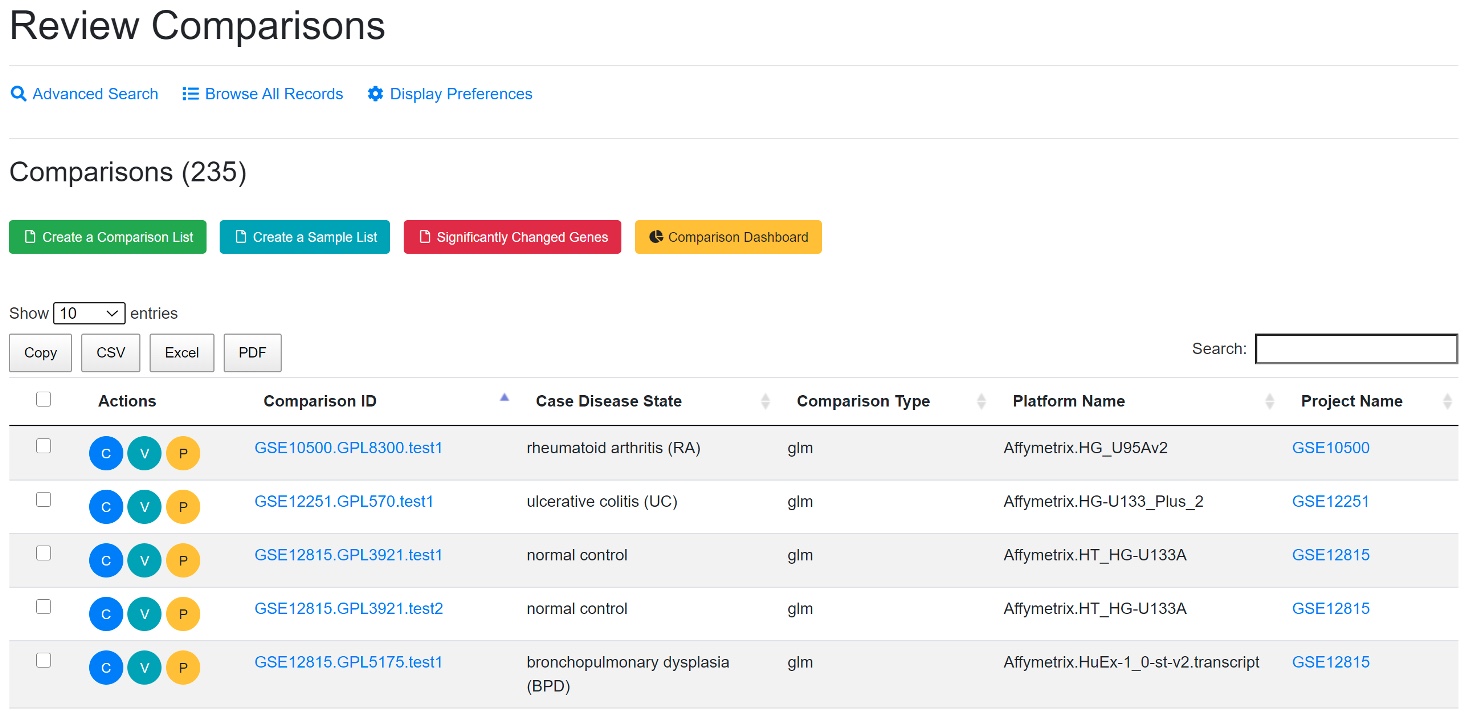 Review Comparisons
Advanced Search Browse All Records Display Preferences
Comparisons (235)
Create a Comparison List Create a Sample List Significantly Changed Genes Comparison Dashboard
Show 10 entries
Copy CSV Excel PDF Search:
Actions Comparison ID Case Disease State Comparison Type Platform Name Project Name
C V P GSE10500.GPL8300.test1 rheumatoid arthritis (RA) glm Affymetrix.HG_U95Av2 GSE10500
C V P GSE12251.GPL570.test1 ulcerative colitis (UC) glm Affymetrix.HG-U133_Plus_2 GSE12251
C V P GSE12815.GPL3921.test1 normal control glm Affymetrix.HT_HG-U133A GSE12815
C V P GSE12815.GPL3921.test2 normal control glm Affymetrix.HT_HG-U133A GSE12815
C V P GSE12815.GPL5175.test1 bronchopulmonary dysplasia glm Affymetrix.HuEx-1_0-st-v2.transcript GSE12815
(BPD)